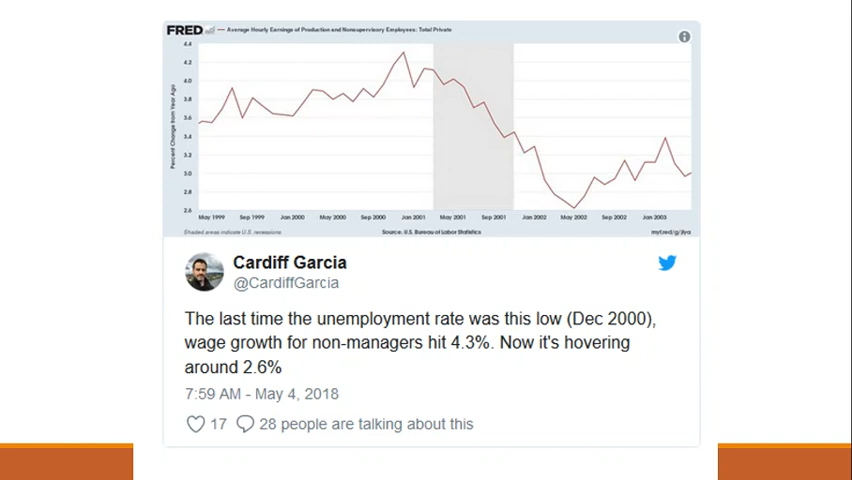 FRED — Average Hourly Earnings of Production and Nonsupervisory Employees: Total Private
Percent Change from Year Ago
4.4
4.2
4.0
3.8
3.6
3.4
3.2
3.0
2.8
2.6
May 1999 Sep 1999 Jan 2000 May 2000 Sep 2000 Jan 2001 May 2001 Sep 2001 Jan 2002 May 2002 Sep 2002 Jan 2003
Shaded areas indicate U.S. recessions Source: U.S. Bureau of Labor Statistics
Cardiff Garcia
@CardiffGarcia
The last time the unemployment rate was this low (Dec 2000),
wage growth for non-managers hit 4.3%. Now it's hovering
around 2.6%
7:59 AM - May 4, 2018
17 28 people are talking about this